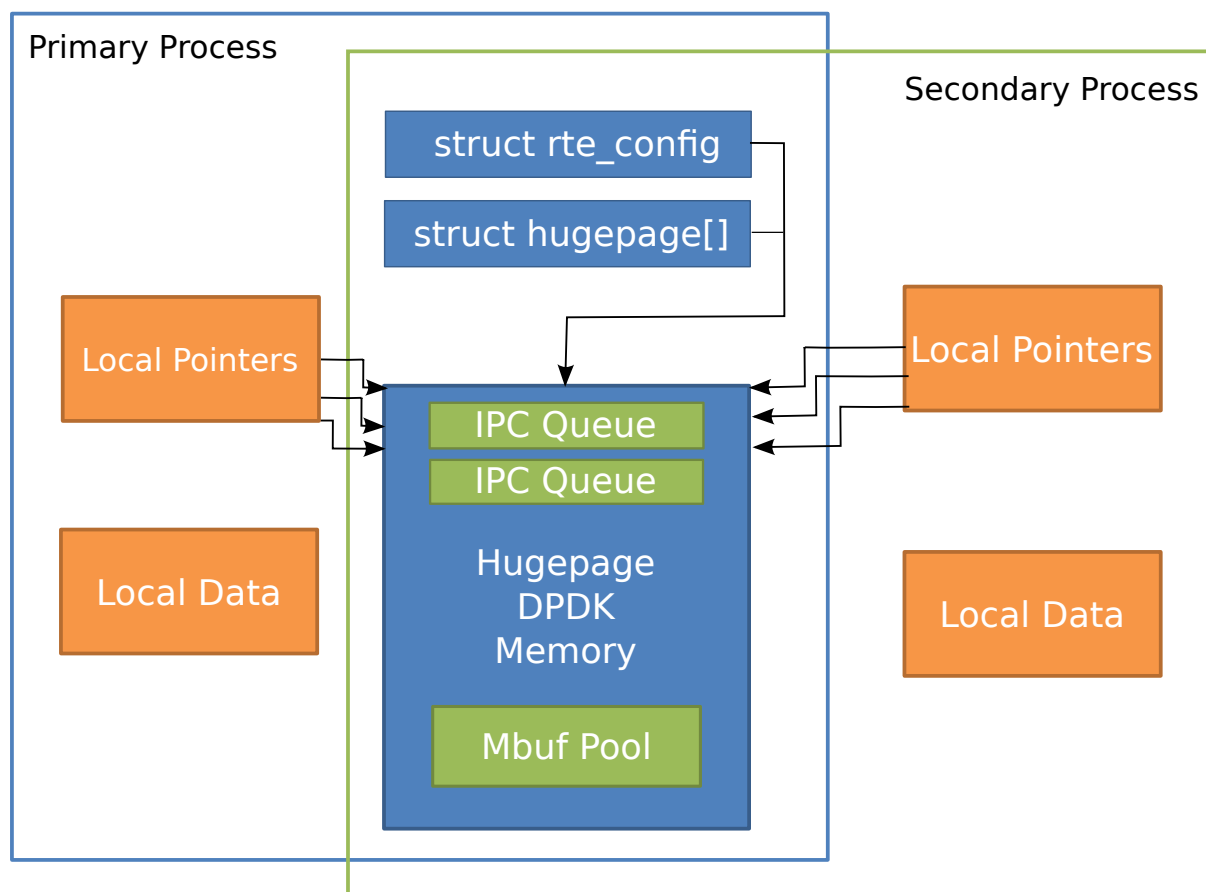 Primary Process
Secondary Process
struct rte_config
struct hugepage[]
Local Pointers
Local Pointers
IPC Queue
IPC Queue
Hugepage
DPDK
Memory
Local Data
Local Data
Mbuf Pool